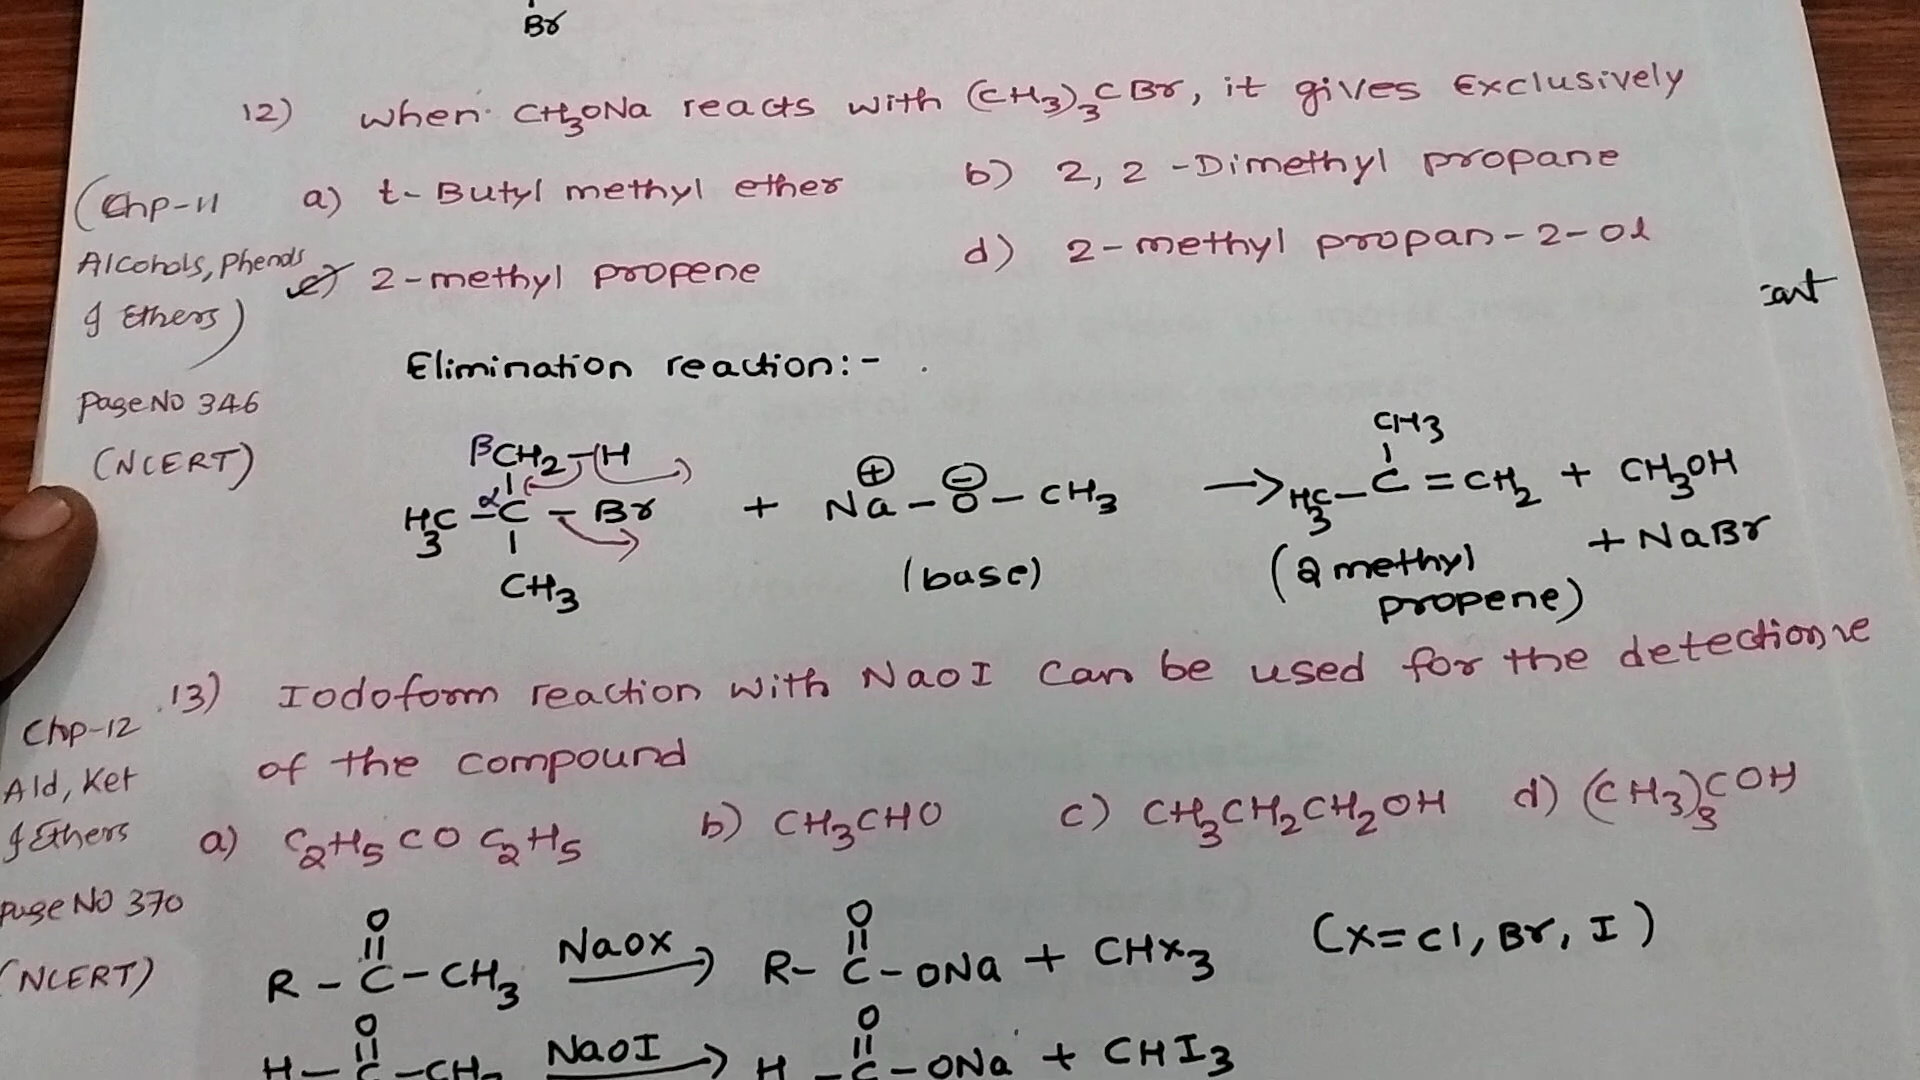 Br
12) when CH3ONa reacts with (CH3)3CBr, it gives Exclusively
(Chp-11
Alcohols, Phenols
& Ethers)
Page No 346
(NCERT)
a) t-Butyl methyl ether
b) 2,2-Dimethyl propane
c) 2-methyl propene
d) 2-methyl propan-2-ol
Elimination reaction:-
βCH2-H
H3C-αC-Br
CH3
+ Na⊕-O⊖-CH3
(base)
→
CH3
H3C-C=CH2 + CH3OH
+ NaBr
(2 methyl
propene)
Chp-12
Ald, Ket
& Ethers
page No 370
(NCERT)
13) Iodoform reaction with NaOI can be used for the detection
of the compound
a) C2H5COC2H5 b) CH3CHO c) CH3CH2CH2OH d) (CH3)3COH
O O
R-C-CH3 NaOX → R-C-ONa + CHX3 (X=Cl, Br, I)
O O
H-C-CH3 NaOI → H-C-ONa + CHI3